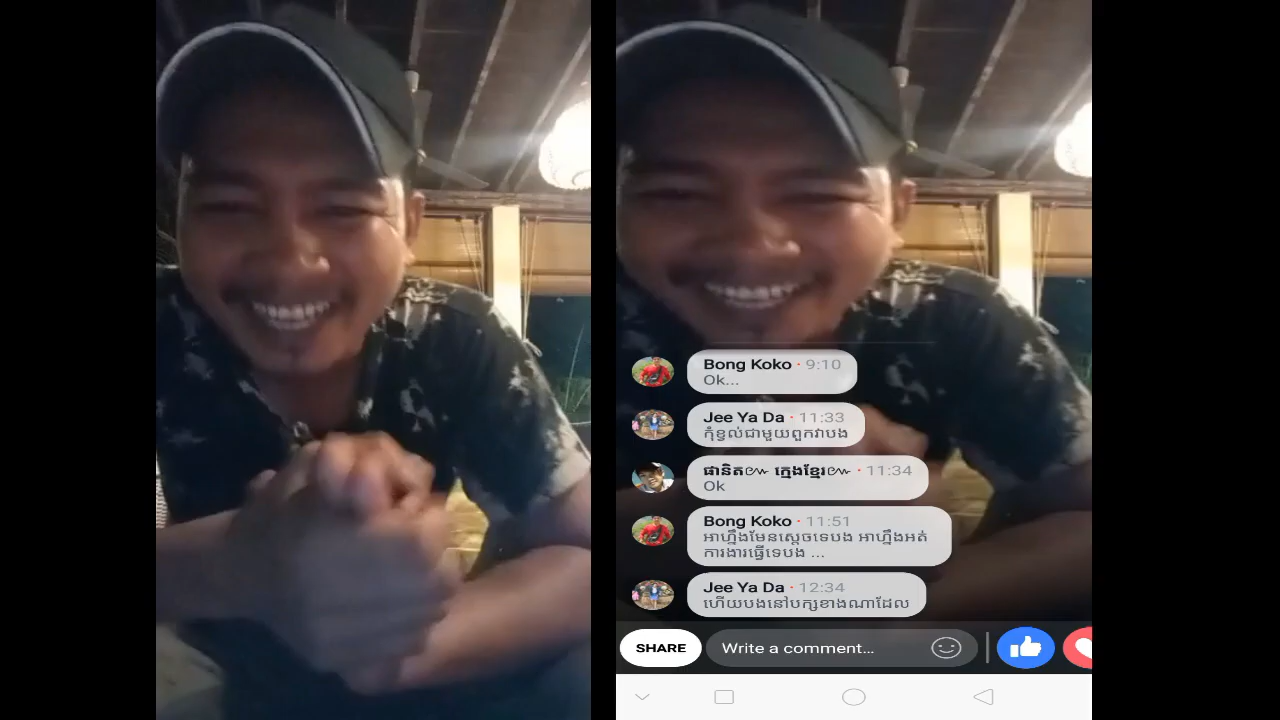 Bong Koko · 9:10
Ok...
Jee Ya Da · 11:33
កុំខ្វល់ជាមួយពួកវាបង
ផានិត៚ ក្មេងខ្មែរ៚ · 11:34
Ok
Bong Koko · 11:51
អាហ្នឹងមែនស្តេចទេបង អាហ្នឹងអត់
ការងារធ្វើទេបង ...
Jee Ya Da · 12:34
ហើយបងនៅបក្សខាងណាដែល
SHARE
Write a comment...